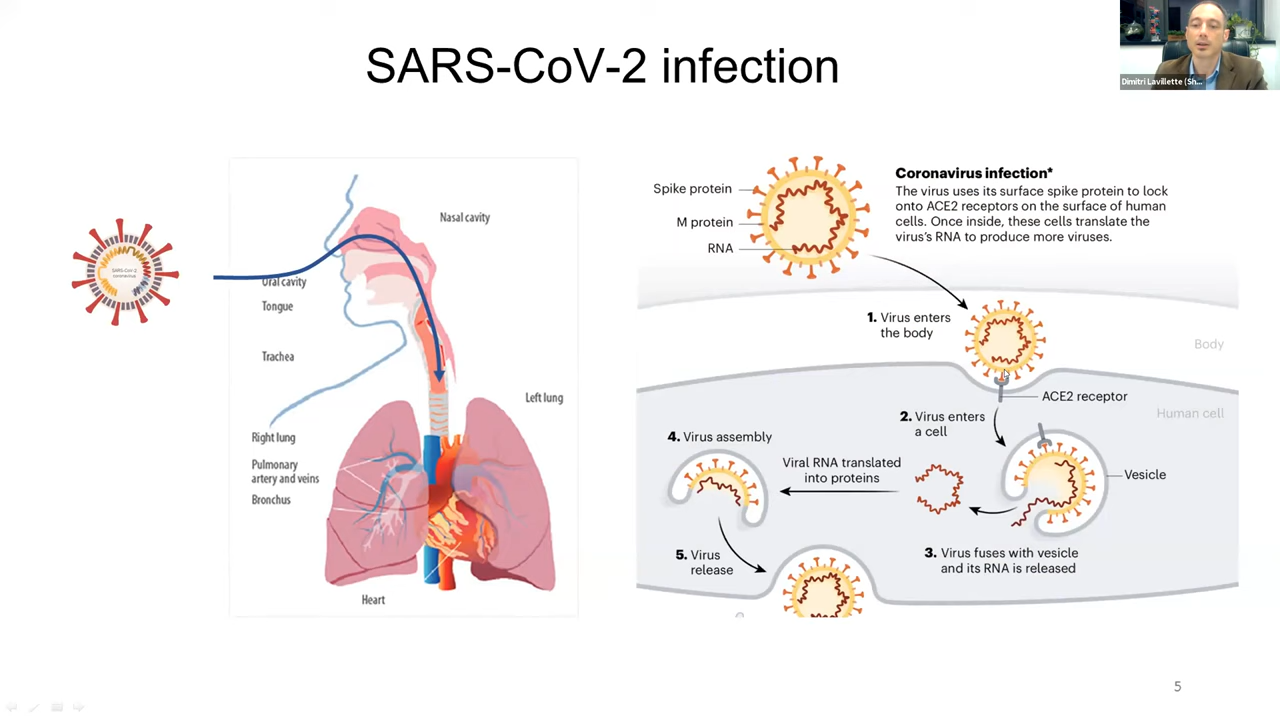 SARS-CoV-2 infection
Dimitri Lavillette (Sh...
SARS-CoV-2
coronavirus
Nasal cavity
Oral cavity
Tongue
Trachea
Left lung
Right lung
Pulmonary
artery and veins
Bronchus
Heart
Spike protein
M protein
RNA
Coronavirus infection*
The virus uses its surface spike protein to lock
onto ACE2 receptors on the surface of human
cells. Once inside, these cells translate the
virus's RNA to produce more viruses.
1. Virus enters
the body
Body
ACE2 receptor
Human cell
2. Virus enters
a cell
Vesicle
3. Virus fuses with vesicle
and its RNA is released
Viral RNA translated
into proteins
4. Virus assembly
5. Virus
release
5